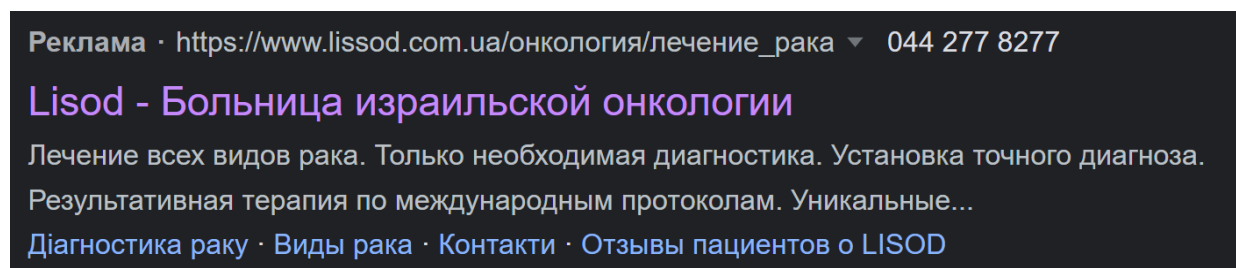 Реклама · https://www.lissod.com.ua/онкология/лечение_рака ▼ 044 277 8277
Lisod - Больница израильской онкологии
Лечение всех видов рака. Только необходимая диагностика. Установка точного диагноза.
Результативная терапия по международным протоколам. Уникальные...
Діагностика раку · Виды рака · Контакти · Отзывы пациентов о LISOD